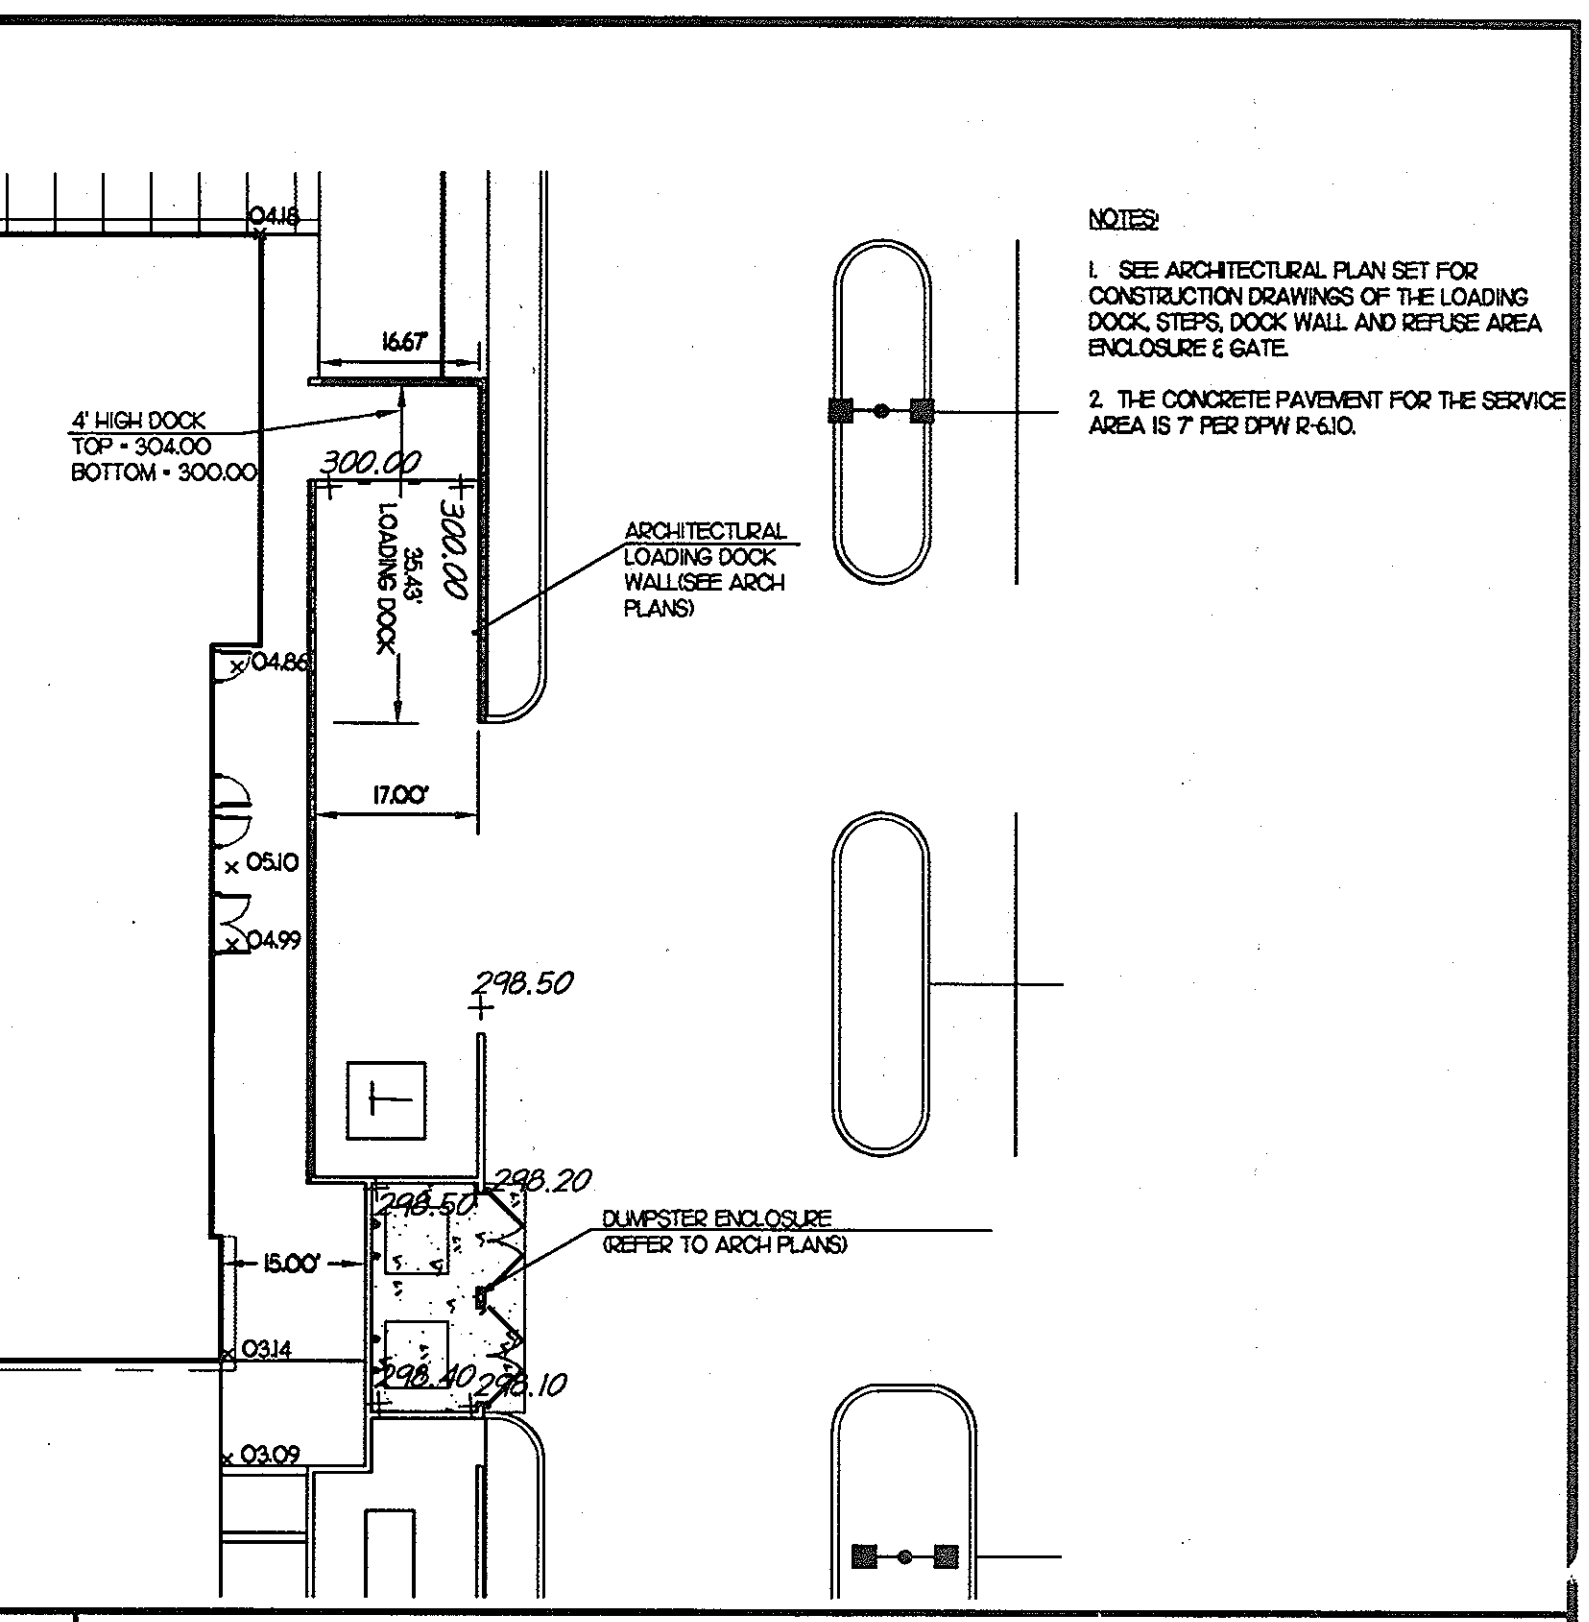 04.18
NOTES:
1. SEE ARCHITECTURAL PLAN SET FOR
CONSTRUCTION DRAWINGS OF THE LOADING
DOCK, STEPS, DOCK WALL AND REFUSE AREA
ENCLOSURE & GATE.
2. THE CONCRETE PAVEMENT FOR THE SERVICE
AREA IS 7" PER DPW R-6.10.
16.67'
4' HIGH DOCK
TOP = 304.00
BOTTOM = 300.00
300.00
300.00
35.43'
LOADING DOCK
ARCHITECTURAL
LOADING DOCK
WALL(SEE ARCH
PLANS)
04.86
17.00'
05.10
04.99
298.50
T
298.20
298.50
DUMPSTER ENCLOSURE
(REFER TO ARCH PLANS)
15.00'
03.14
298.40
298.10
03.09